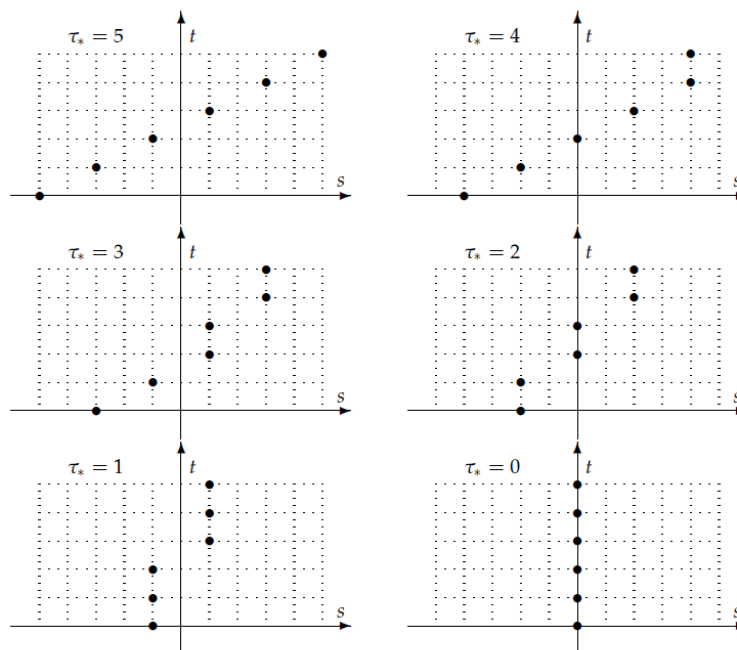 τ* = 5 t
s
τ* = 4 t
s
τ* = 3 t
s
τ* = 2 t
s
τ* = 1 t
s
τ* = 0 t
s